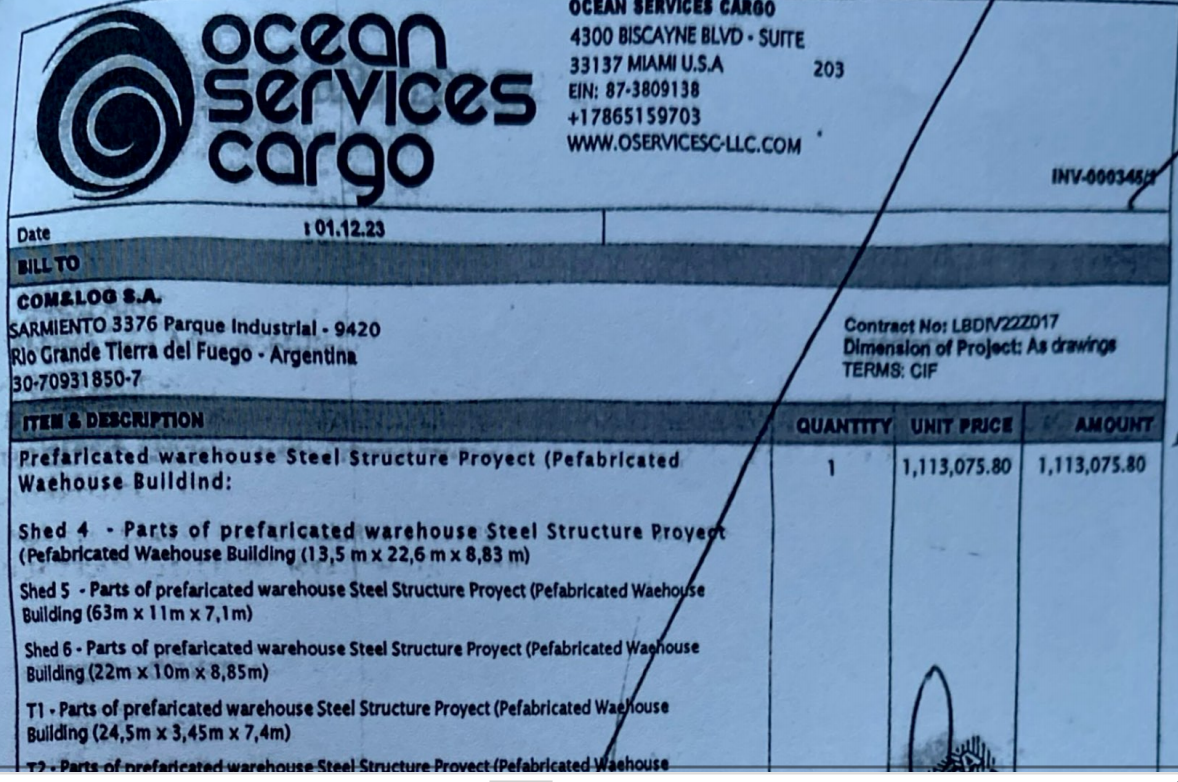 ocean
services
cargo
OCEAN SERVICES CARGO
4300 BISCAYNE BLVD - SUITE
33137 MIAMI U.S.A 203
EIN: 87-3809138
+17865159703
WWW.OSERVICESC-LLC.COM
Date : 01.12.23
BILL TO
COM&LOG S.A.
SARMIENTO 3376 Parque Industrial - 9420
Rio Grande Tierra del Fuego - Argentina
30-70931850-7
Contract No: LBDIV22Z017
Dimension of Project: As drawings
TERMS: CIF
ITEM & DESCRIPTION QUANTITY UNIT PRICE AMOUNT
Prefaricated warehouse Steel Structure Proyect (Pefabricated 1 1,113,075.80 1,113,075.80
Waehouse Buildind:
Shed 4 - Parts of prefaricated warehouse Steel Structure Proyect
(Pefabricated Waehouse Building (13,5 m x 22,6 m x 8,83 m)
Shed 5 - Parts of prefaricated warehouse Steel Structure Proyect (Pefabricated Waehouse
Building (63m x 11m x 7,1m)
Shed 6 - Parts of prefaricated warehouse Steel Structure Proyect (Pefabricated Waehouse
Building (22m x 10m x 8,85m)
T1 - Parts of prefaricated warehouse Steel Structure Proyect (Pefabricated Waehouse
Building (24,5m x 3,45m x 7,4m)
T2 - Parts of prefaricated warehouse Steel Structure Proyect (Pefabricated Waehouse